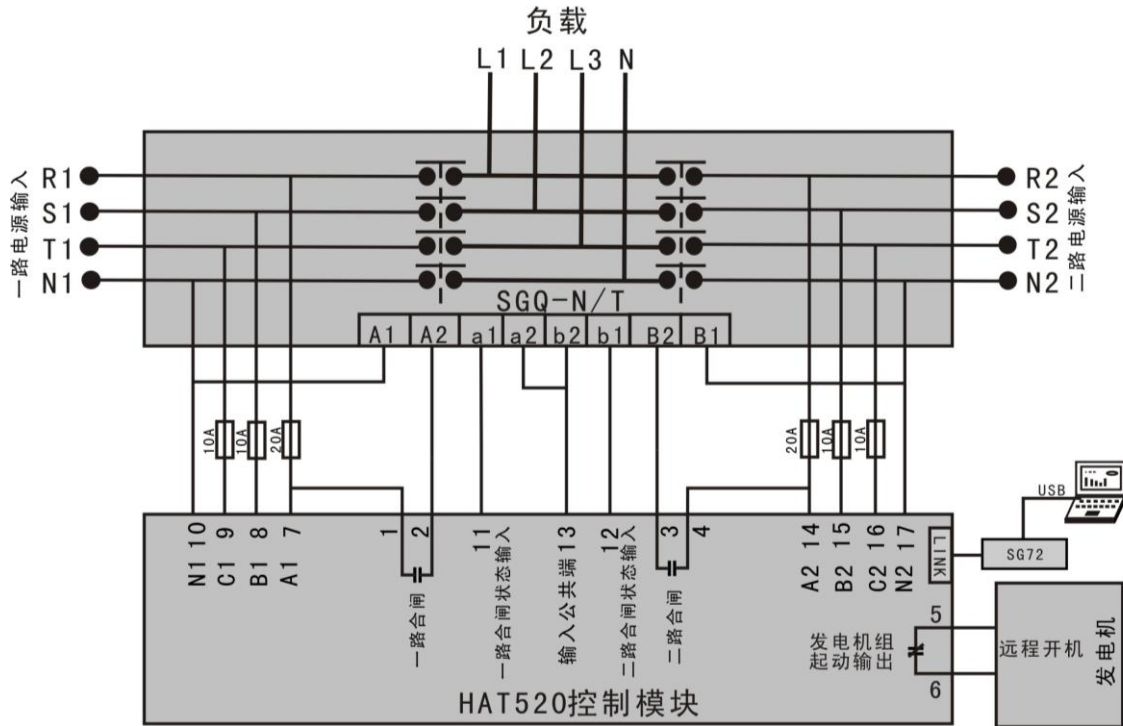 负载
L1 L2 L3 N
一路电源输入
R1
S1
T1
N1
R2
S2
T2
N2
二路电源输入
SGQ-N/T
A1 A2 a1 a2 b2 b1 B2 B1
10A 10A 20A
20A 10A 10A
N1 10
C1 9
B1 8
A1 7
1
2
一路合闸
11
一路合闸状态输入
13
输入公共端
12
二路合闸状态输入
3
4
二路合闸
A2 14
B2 15
C2 16
N2 17
LINK
USB
SG72
5
6
发电机组
起动输出
远程开机
发电机
HAT520控制模块